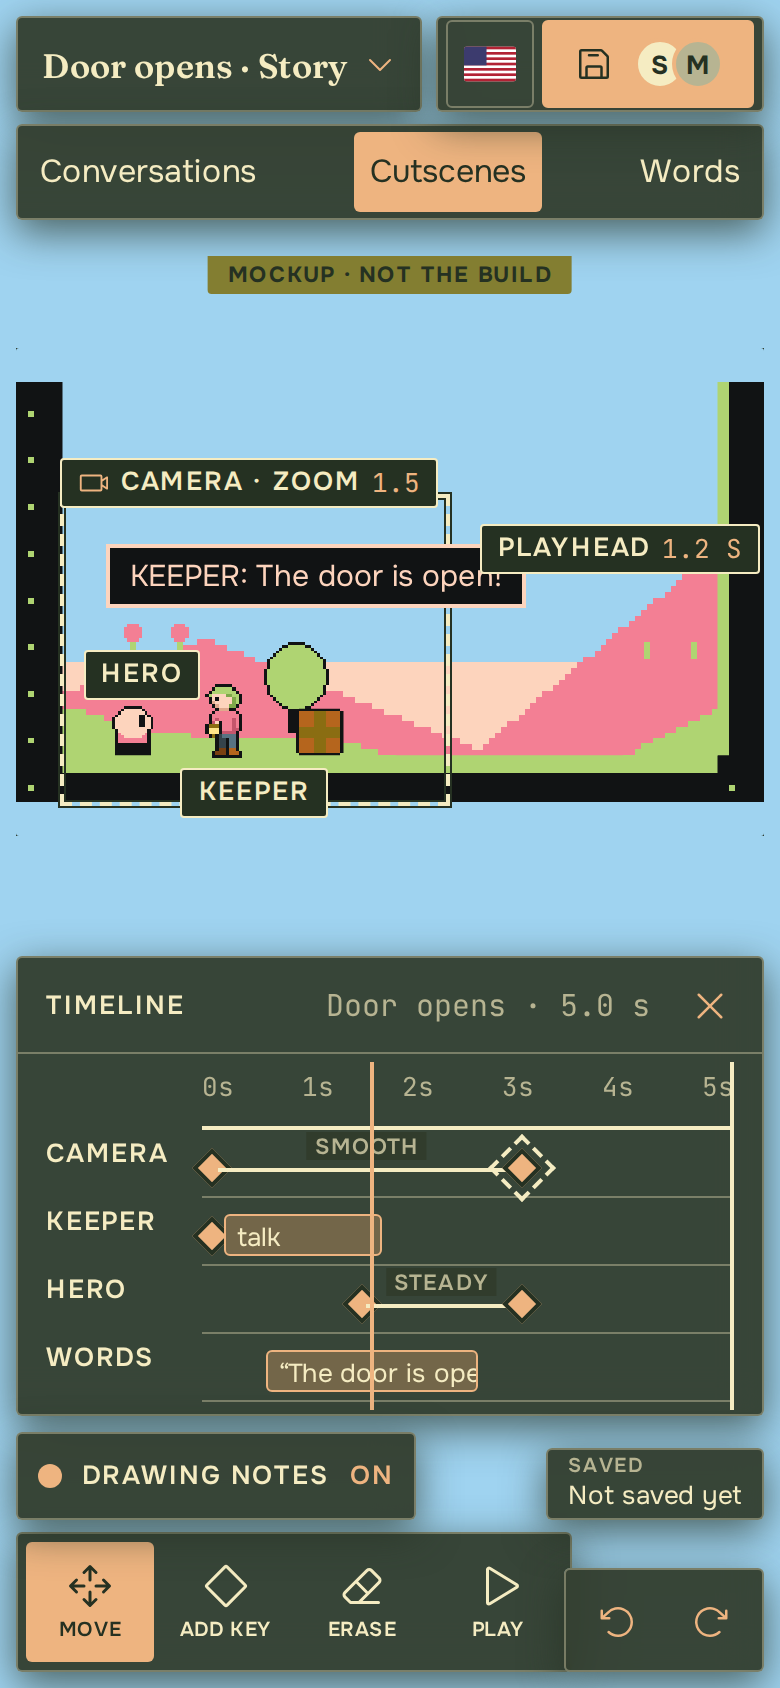 Door opens · Story
S M
Conversations Cutscenes Words
MOCKUP · NOT THE BUILD
CAMERA · ZOOM 1.5
PLAYHEAD 1.2 S
KEEPER: The door is open!
HERO
KEEPER
TIMELINE Door opens · 5.0 s
0s 1s 2s 3s 4s 5s
CAMERA SMOOTH
KEEPER talk
HERO STEADY
WORDS “The door is ope
DRAWING NOTES ON
SAVED
Not saved yet
MOVE ADD KEY ERASE PLAY